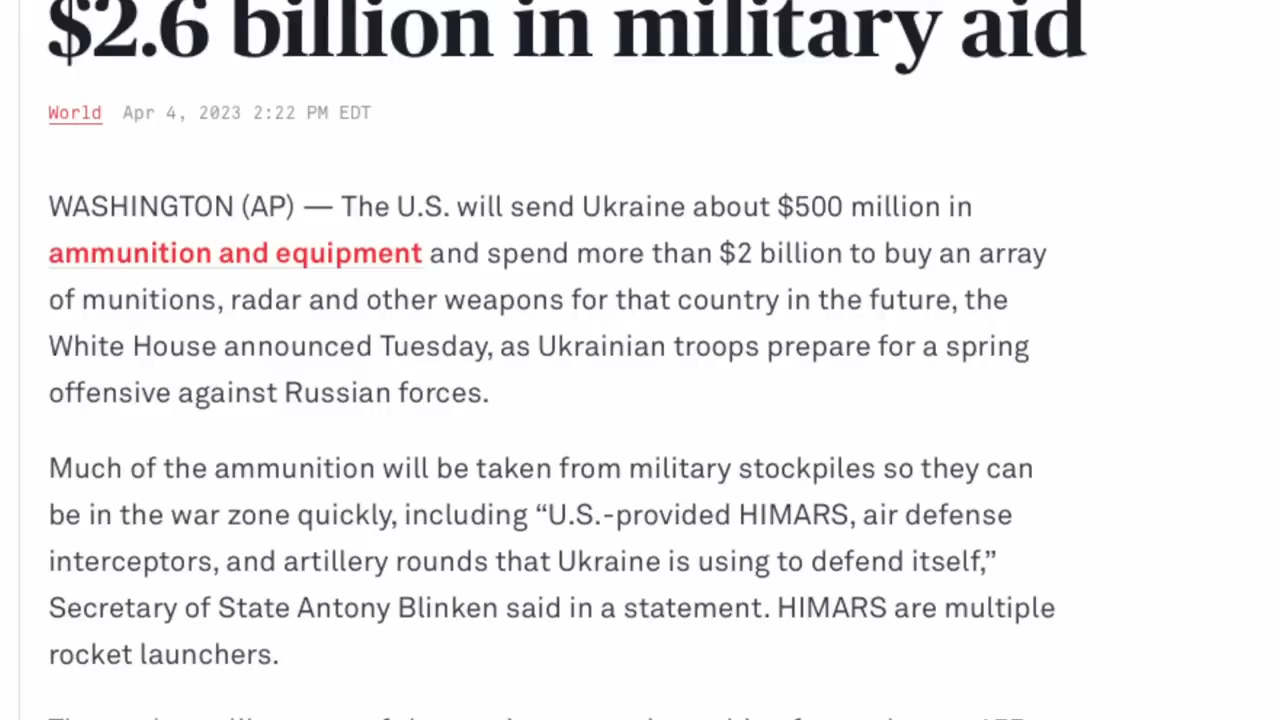 $2.6 billion in military aid
World Apr 4, 2023 2:22 PM EDT
WASHINGTON (AP) — The U.S. will send Ukraine about $500 million in
ammunition and equipment and spend more than $2 billion to buy an array
of munitions, radar and other weapons for that country in the future, the
White House announced Tuesday, as Ukrainian troops prepare for a spring
offensive against Russian forces.
Much of the ammunition will be taken from military stockpiles so they can
be in the war zone quickly, including “U.S.-provided HIMARS, air defense
interceptors, and artillery rounds that Ukraine is using to defend itself,”
Secretary of State Antony Blinken said in a statement. HIMARS are multiple
rocket launchers.